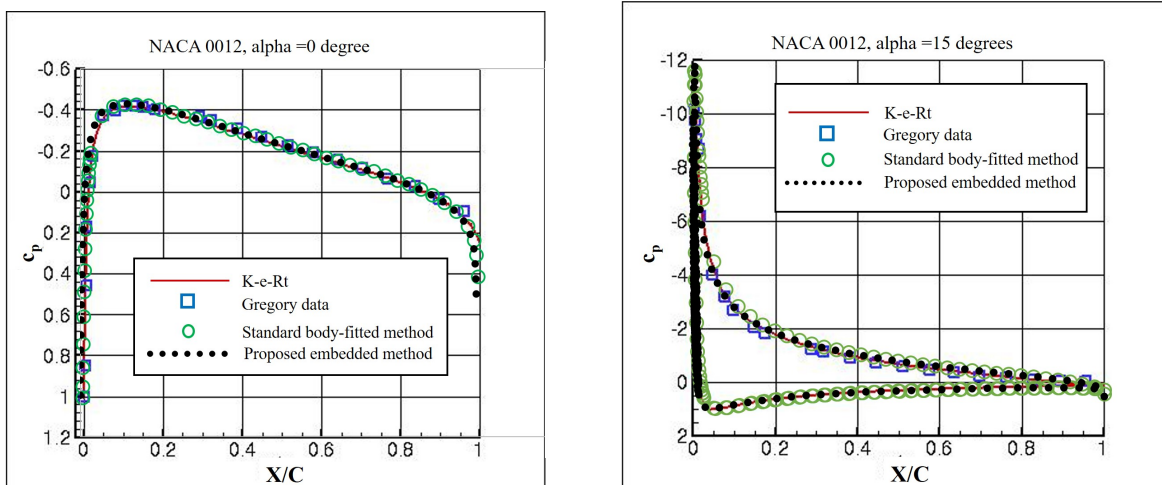 NACA 0012, alpha =0 degree
-0.6
-0.4
-0.2
0
0.2
0.4
0.6
0.8
1
1.2
c_p
K-e-Rt
Gregory data
Standard body-fitted method
Proposed embedded method
0 0.2 0.4 0.6 0.8 1
X/C
NACA 0012, alpha =15 degrees
-12
-10
-8
-6
-4
-2
0
2
c_p
K-e-Rt
Gregory data
Standard body-fitted method
Proposed embedded method
0 0.2 0.4 0.6 0.8 1
X/C